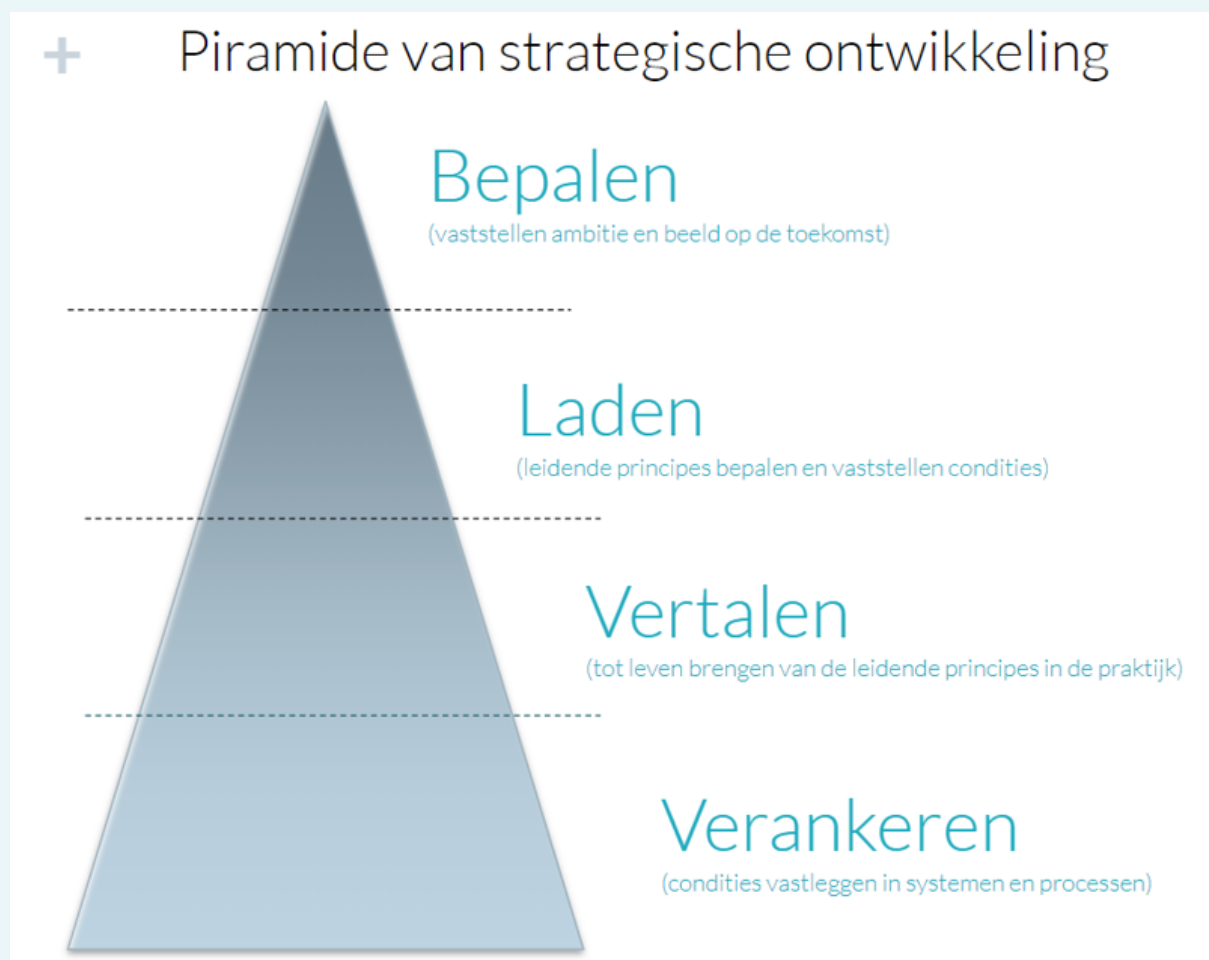 +
Piramide van strategische ontwikkeling
Bepalen
(vaststellen ambitie en beeld op de toekomst)
Laden
(leidende principes bepalen en vaststellen condities)
Vertalen
(tot leven brengen van de leidende principes in de praktijk)
Verankeren
(condities vastleggen in systemen en processen)